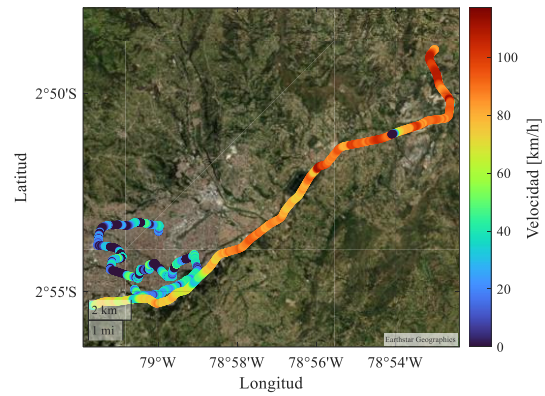 2°50'S
2°55'S
Latitud
2 km
1 mi
Earthstar Geographics
79°W
78°58'W
78°56'W
78°54'W
Longitud
100
80
60
40
20
0
Velocidad [km/h]